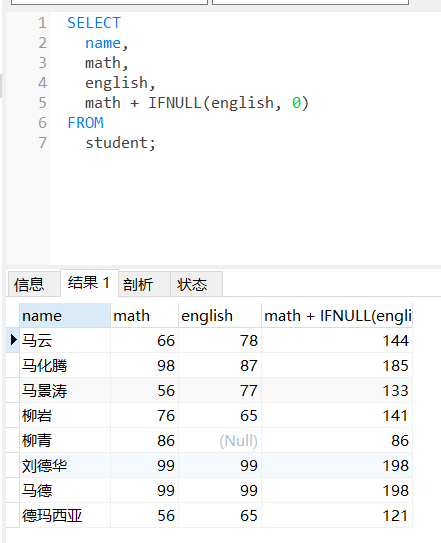 1 SELECT
2 name,
3 math,
4 english,
5 math + IFNULL(english, 0)
6 FROM
7 student;
信息 结果 1 剖析 状态
name math english math + IFNULL(engli
马云 66 78 144
马化腾 98 87 185
马景涛 56 77 133
柳岩 76 65 141
柳青 86 (Null) 86
刘德华 99 99 198
马德 99 99 198
德玛西亚 56 65 121